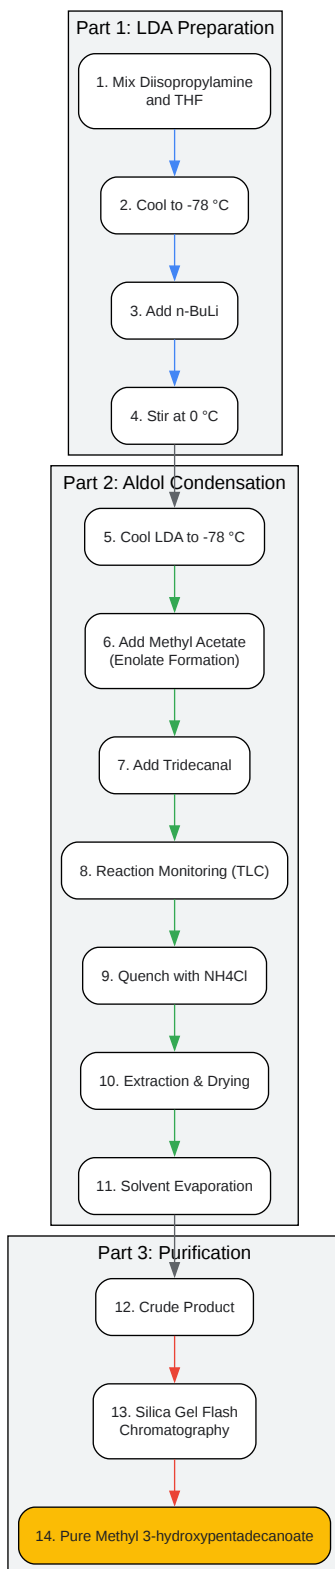 Part 1: LDA Preparation
1. Mix Diisopropylamine
and THF
2. Cool to -78 °C
3. Add n-BuLi
4. Stir at 0 °C
Part 2: Aldol Condensation
5. Cool LDA to -78 °C
6. Add Methyl Acetate
(Enolate Formation)
7. Add Tridecanal
8. Reaction Monitoring (TLC)
9. Quench with NH4Cl
10. Extraction & Drying
11. Solvent Evaporation
Part 3: Purification
12. Crude Product
13. Silica Gel Flash
Chromatography
14. Pure Methyl 3-hydroxypentadecanoate